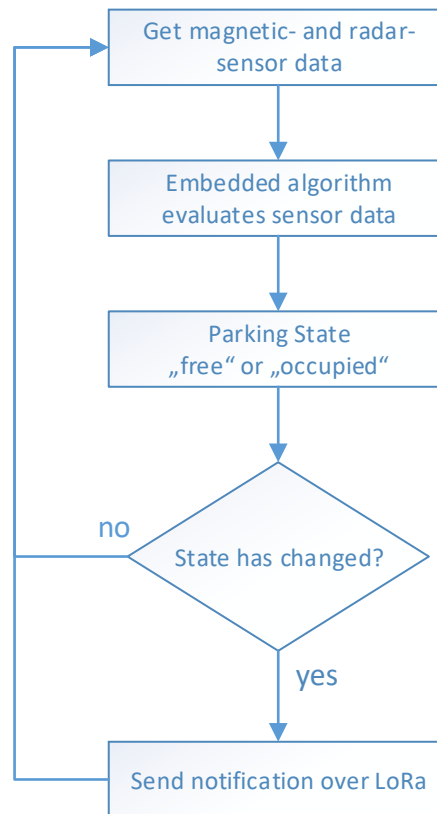 Get magnetic- and radar-
sensor data
Embedded algorithm
evaluates sensor data
Parking State
„free“ or „occupied“
no
State has changed?
yes
Send notification over LoRa